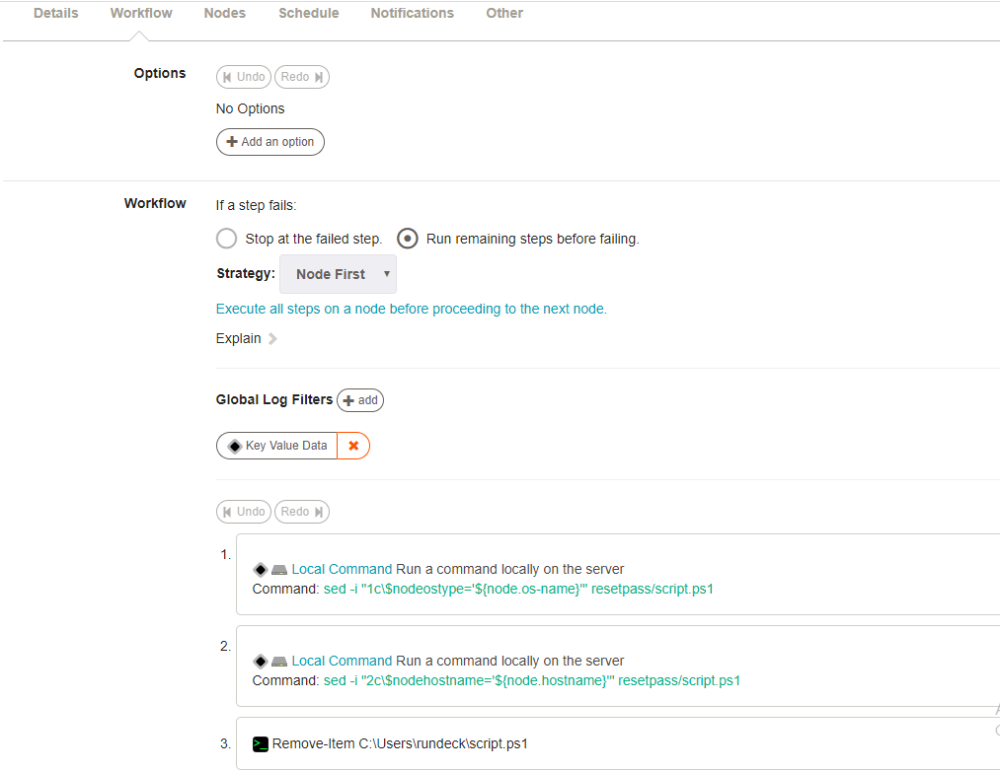 Details Workflow Nodes Schedule Notifications Other
Options Undo Redo
No Options
Add an option
Workflow If a step fails:
Stop at the failed step. Run remaining steps before failing.
Strategy: Node First
Execute all steps on a node before proceeding to the next node.
Explain
Global Log Filters add
Key Value Data
Undo Redo
1.
Local Command Run a command locally on the server
Command: sed -i "1c\$nodeostype='${node.os-name}'" resetpass/script.ps1
2.
Local Command Run a command locally on the server
Command: sed -i "2c\$nodehostname='${node.hostname}'" resetpass/script.ps1
3. Remove-Item C:\Users\rundeck\script.ps1